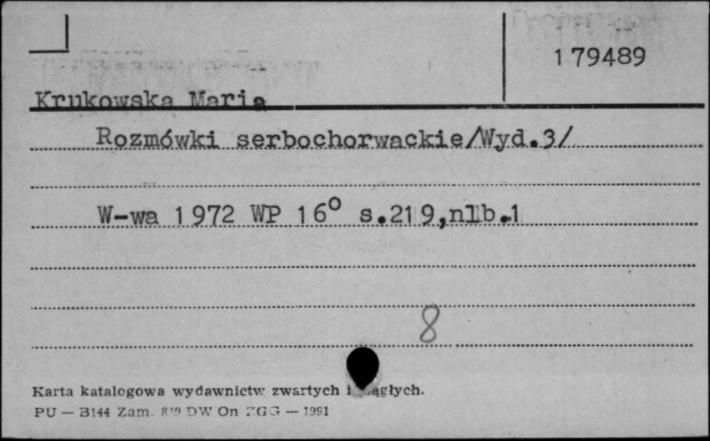 179489
Krukowska Maria
Rozmówki serbochorwackie/Wyd.3/
W-wa 1972 WP 16° s.219,nlb.1
8
Karta katalogowa wydawnictw zwartych i
PU — B144 Zam. DW On ZGG — 1991